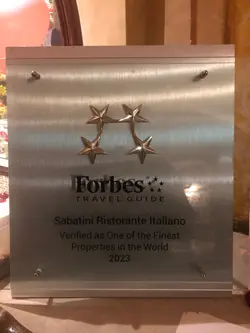 Forbes
TRAVEL GUIDE
Sabatini Ristorante Italiano
Verified as One of the Finest
Properties in the World
2023